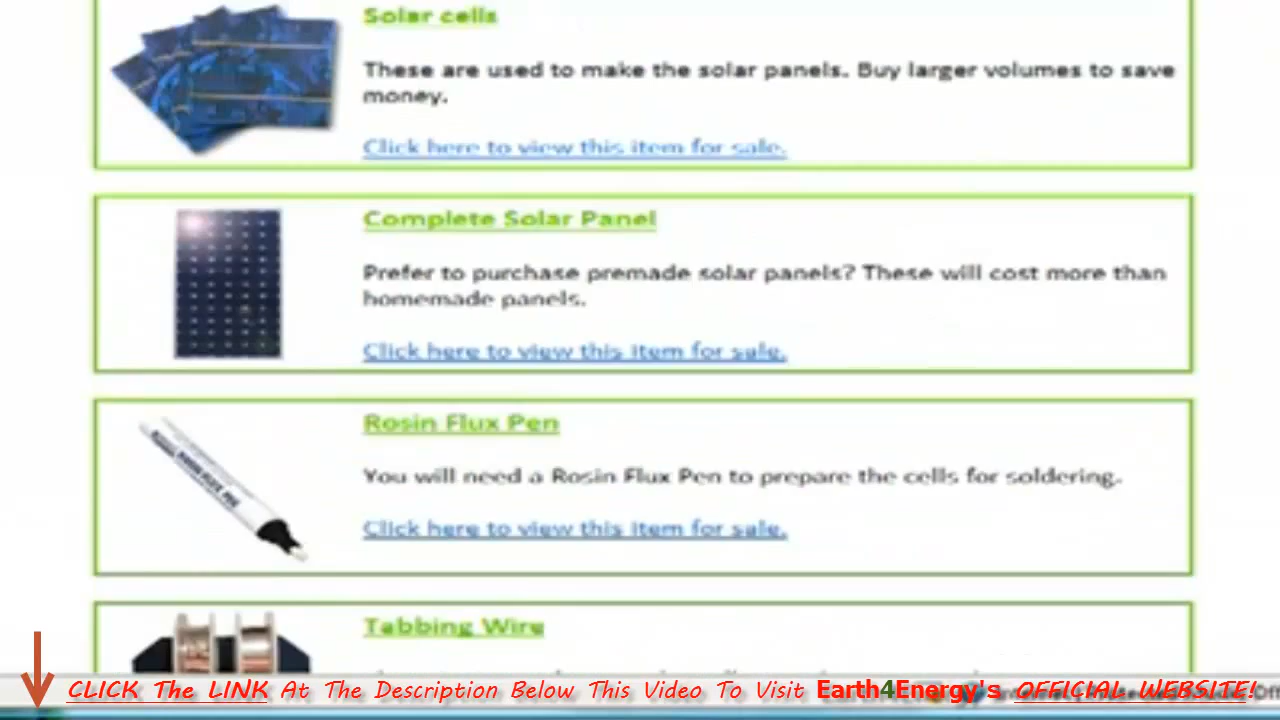 Solar cells
These are used to make the solar panels. Buy larger volumes to save
money.
Click here to view this item for sale.
Complete Solar Panel
Prefer to purchase premade solar panels? These will cost more than
homemade panels.
Click here to view this item for sale.
Rosin Flux Pen
You will need a Rosin Flux Pen to prepare the cells for soldering.
Click here to view this item for sale.
ROSIN FLUX PEN
Tabbing Wire
CLICK The LINK At The Description Below This Video To Visit Earth4Energy's OFFICIAL WEBSITE!